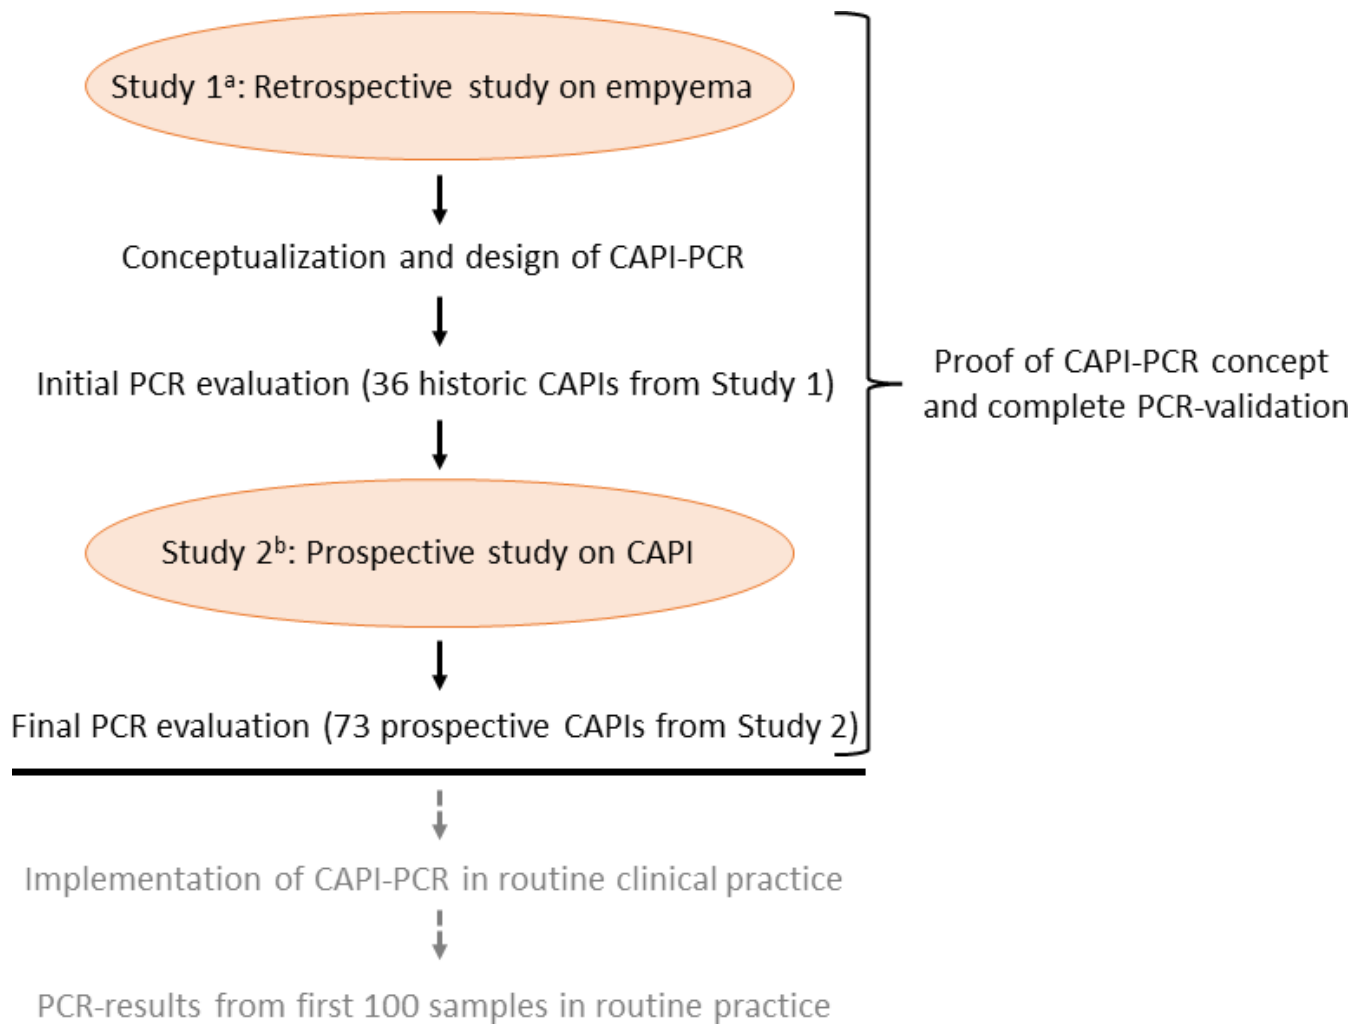 Study 1ᵃ: Retrospective study on empyema
Conceptualization and design of CAPI-PCR
Initial PCR evaluation (36 historic CAPIs from Study 1)
Proof of CAPI-PCR concept
and complete PCR-validation
Study 2ᵇ: Prospective study on CAPI
Final PCR evaluation (73 prospective CAPIs from Study 2)
Implementation of CAPI-PCR in routine clinical practice
PCR-results from first 100 samples in routine practice